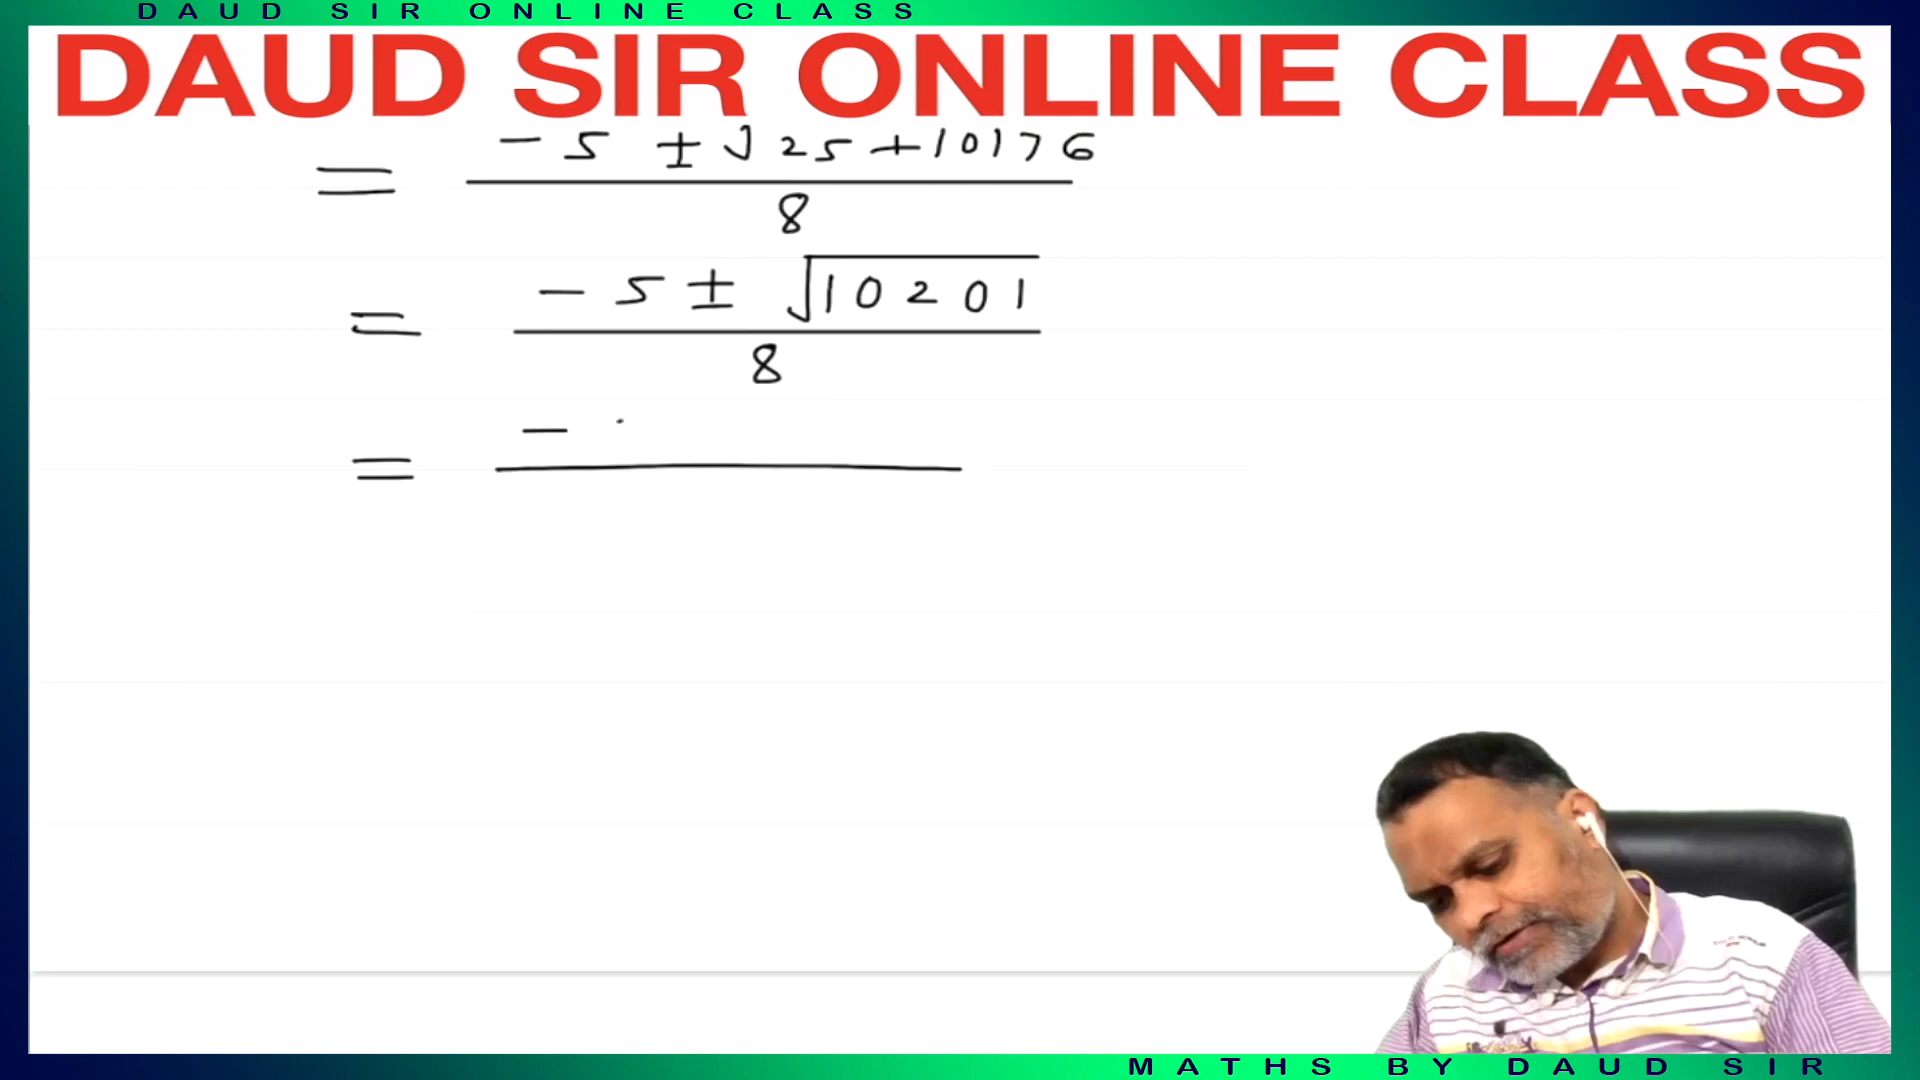 DAUD SIR ONLINE CLASS
DAUD SIR ONLINE CLASS
= - 5 ± √ 25 + 10176
8
= - 5 ± √10201
8
= -
MATHS BY DAUD SIR